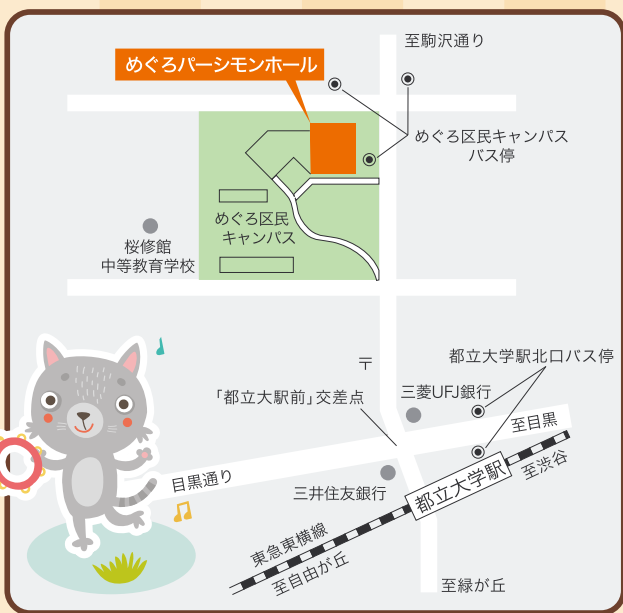 至駒沢通り
めぐろパーシモンホール
めぐろ区民キャンパス
バス停
めぐろ区民
キャンパス
桜修館
中等教育学校
〒
都立大学駅北口バス停
「都立大駅前」交差点
三菱UFJ銀行
至目黒
目黒通り
三井住友銀行
都立大学駅
至渋谷
東急東横線
至自由が丘
至緑が丘